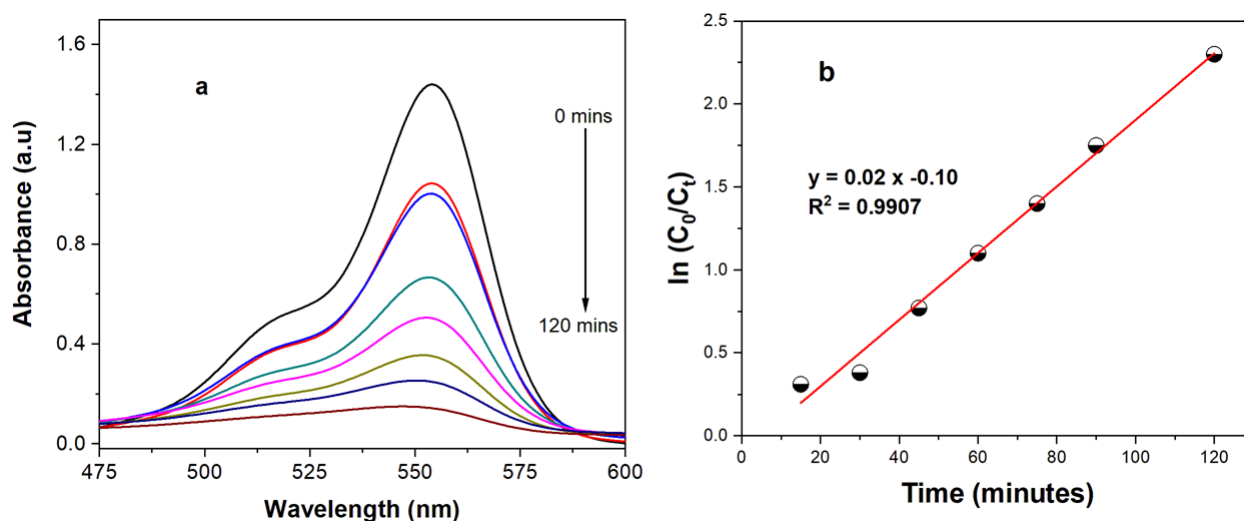 a
1.6
1.2
0.8
0.4
0.0
Absorbance (a.u)
0 mins
120 mins
475 500 525 550 575 600
Wavelength (nm)
b
2.5
2.0
1.5
1.0
0.5
0.0
ln (C₀/Cₜ)
y = 0.02 x -0.10
R² = 0.9907
0 20 40 60 80 100 120
Time (minutes)